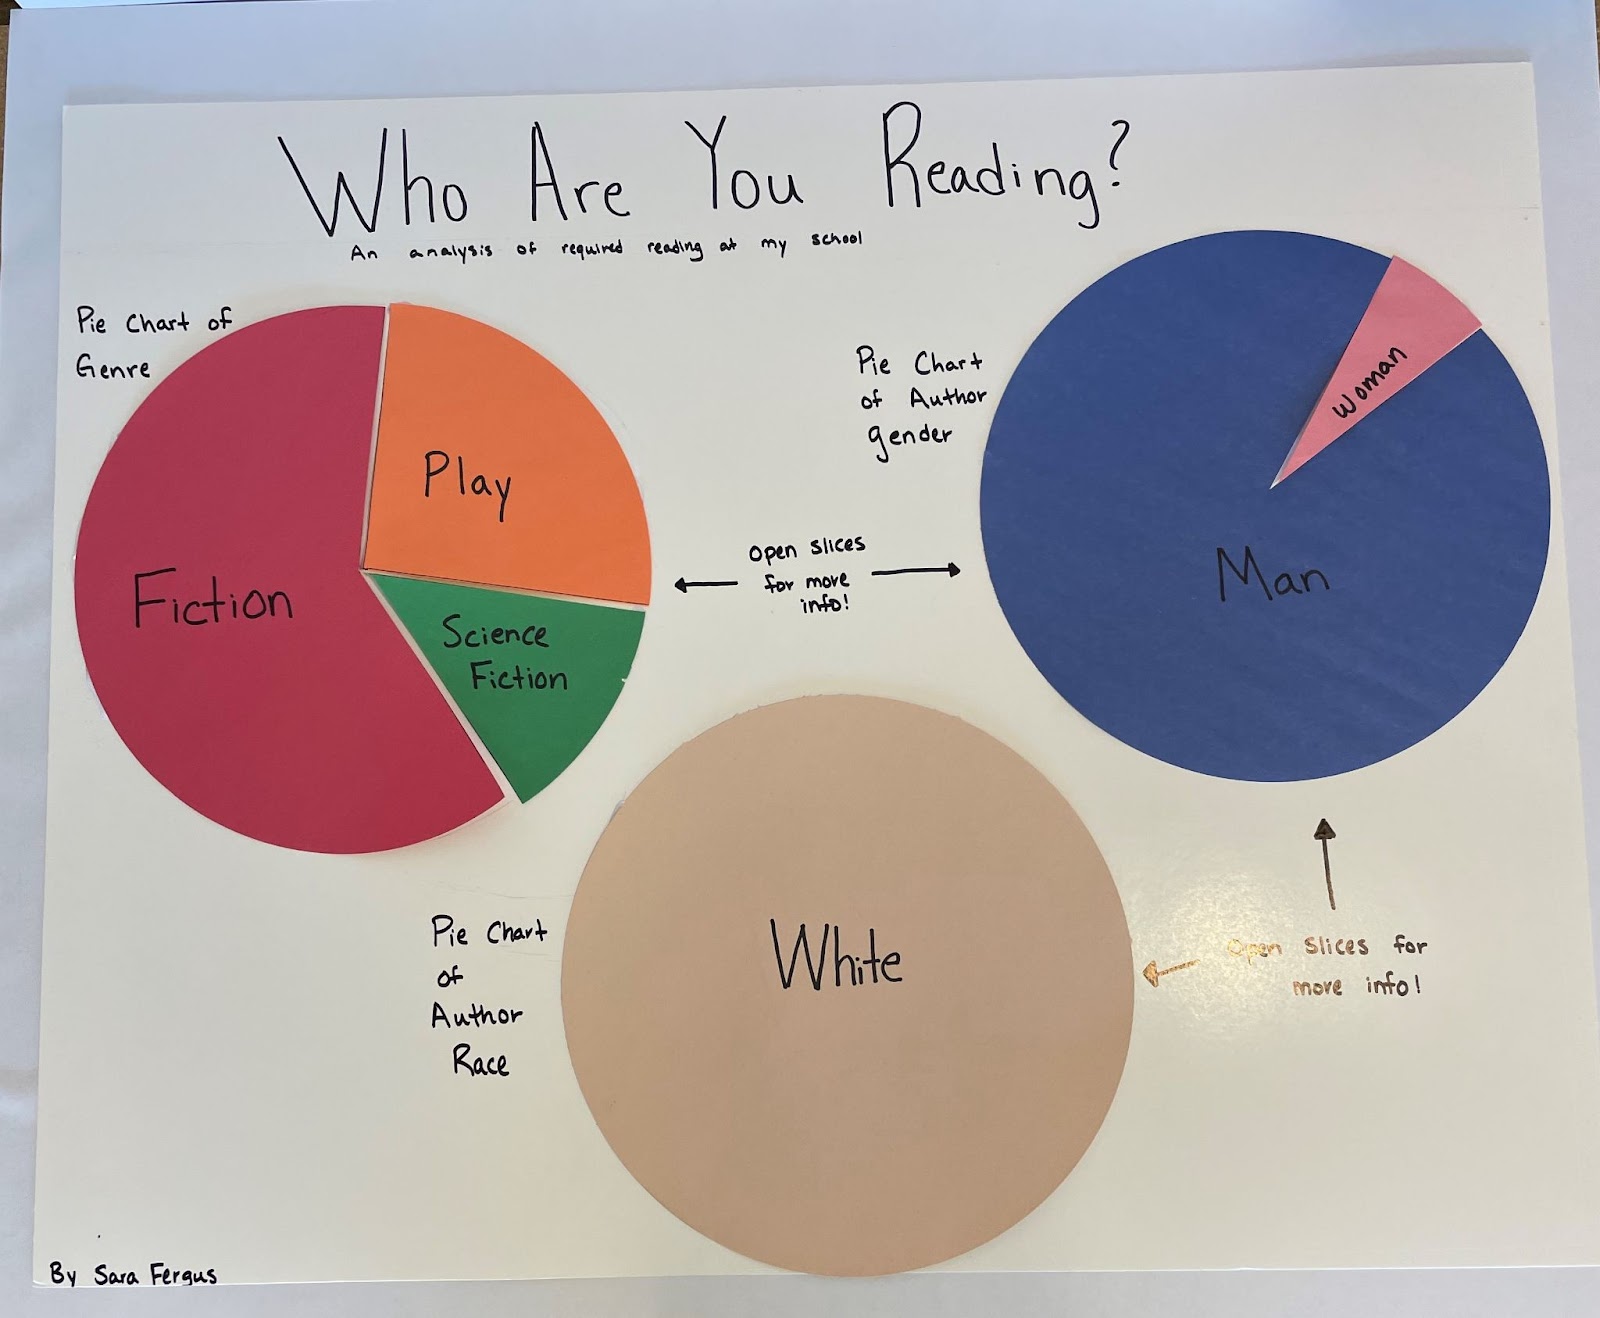 Who Are You Reading?
An analysis of required reading at my school
Pie Chart of
Genre
Fiction
Play
Science
Fiction
Pie Chart
of Author
gender
Woman
Man
Open slices
for more
info!
Pie Chart
of
Author
Race
White
Open slices for
more info!
By Sara Fergus